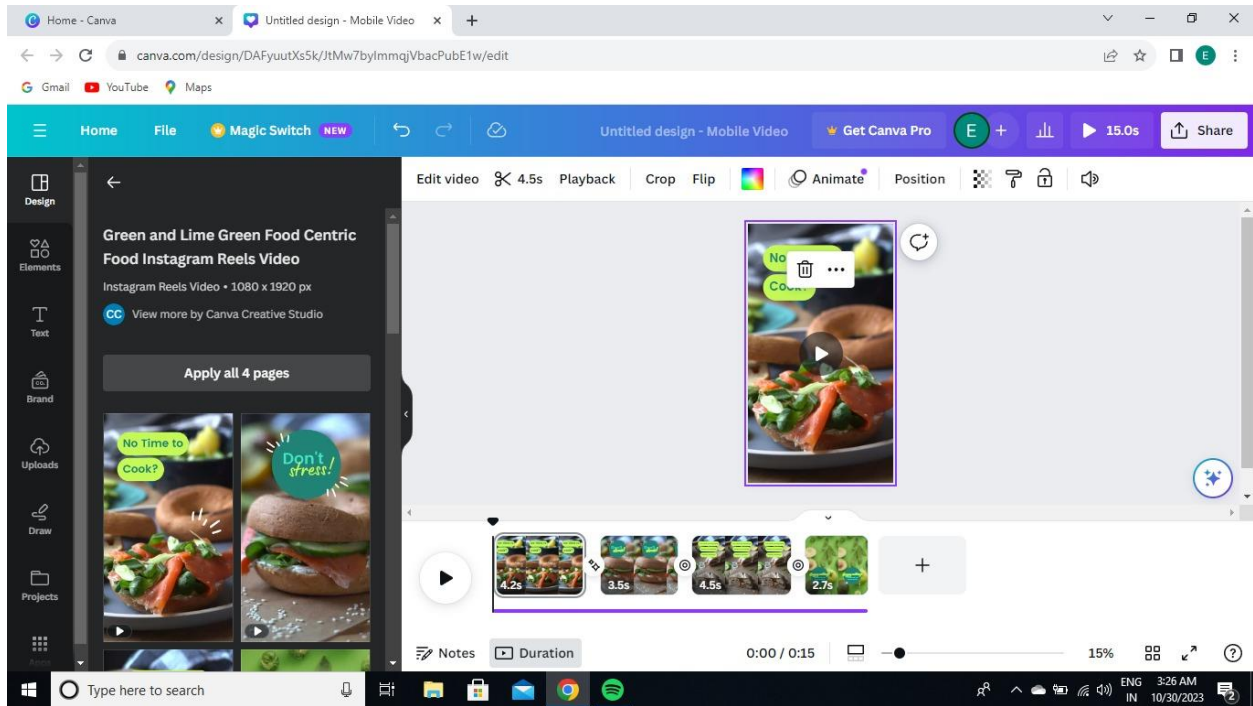 Home - Canva
Untitled design - Mobile Video
canva.com/design/DAFyuutXs5k/JtMw7bylmmqjVbacPubE1w/edit
E
Gmail
YouTube
Maps
Home
File
Magic Switch NEW
Untitled design - Mobile Video
Get Canva Pro
E
15.0s
Share
Design
Elements
Text
Brand
CO.
Uploads
Draw
Projects
Apps
Green and Lime Green Food Centric
Food Instagram Reels Video
Instagram Reels Video • 1080 x 1920 px
CC View more by Canva Creative Studio
Apply all 4 pages
No Time to
Cook?
Don't
stress!
Edit video
4.5s
Playback
Crop
Flip
Animate
Position
No
4.2s
3.5s
4.5s
2.7s
Notes
Duration
0:00 / 0:15
15%
Type here to search
ENG
IN
3:26 AM
10/30/2023
2